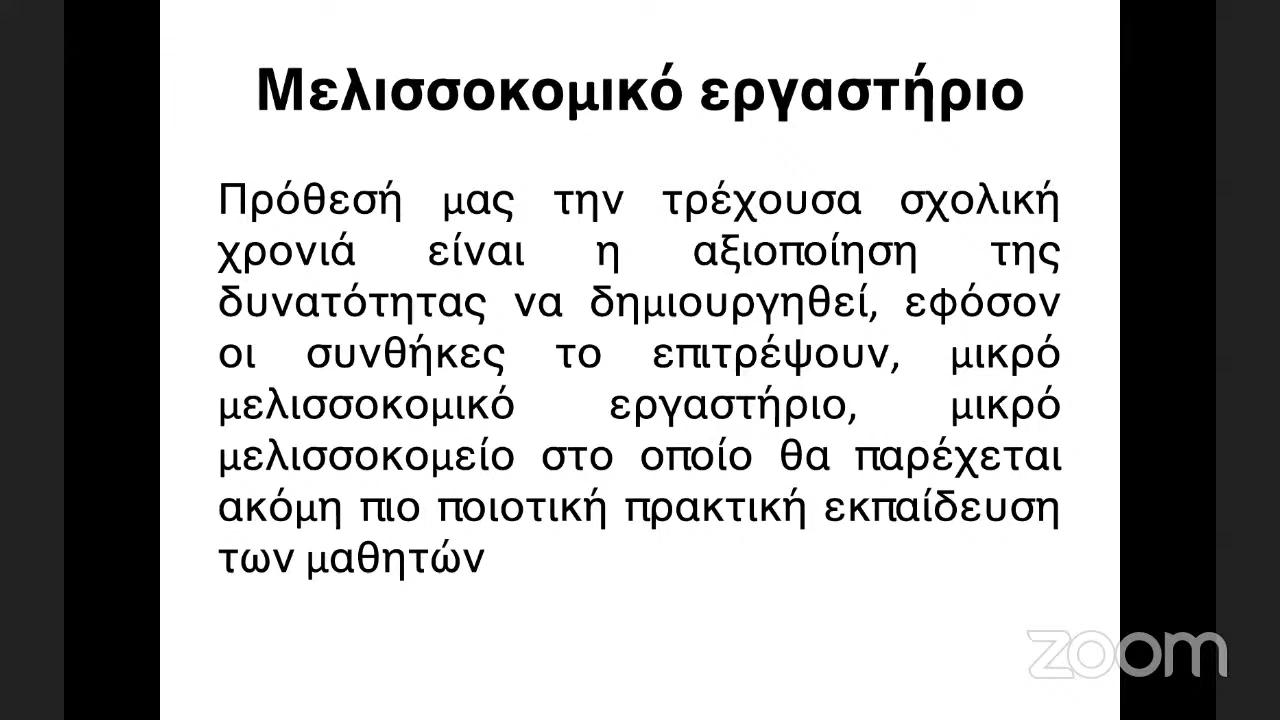 Μελισσοκομικό εργαστήριο
Πρόθεσή μας την τρέχουσα σχολική
χρονιά είναι η αξιοποίηση της
δυνατότητας να δημιουργηθεί, εφόσον
οι συνθήκες το επιτρέψουν, μικρό
μελισσοκομικό εργαστήριο, μικρό
μελισσοκομείο στο οποίο θα παρέχεται
ακόμη πιο ποιοτική πρακτική εκπαίδευση
των μαθητών
zoom